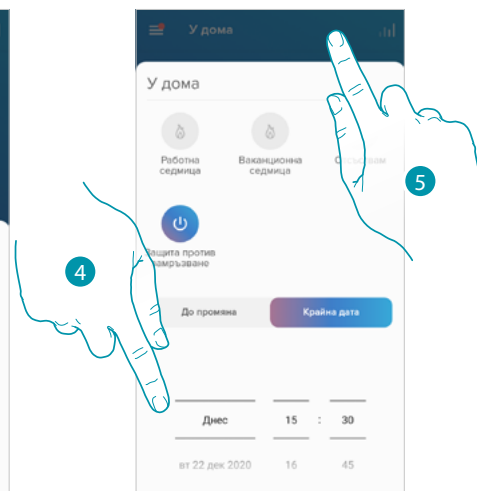 У дома
У дома
Работна
седмица
Ваканционна
седмица
Защита против
замръзване
До промяна
Крайна дата
4
5
Днес 15 : 30
вт 22 дек 2020 16 45